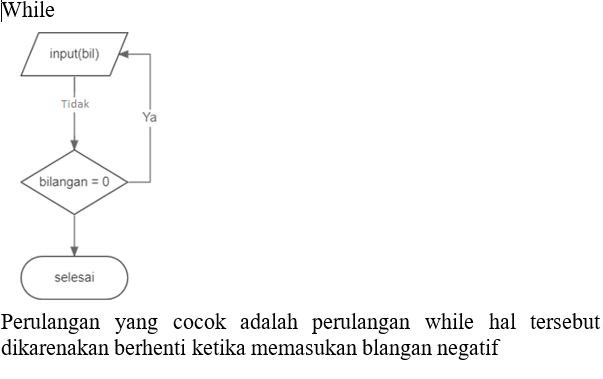 While
input(bil)
Tidak
Ya
bilangan = 0
selesai
Perulangan yang cocok adalah perulangan while hal tersebut
dikarenakan berhenti ketika memasukan blangan negatif